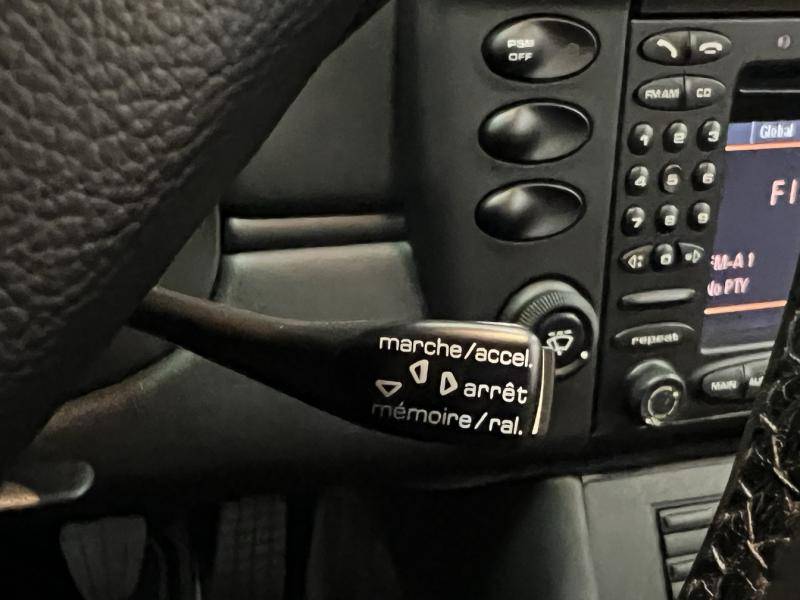 PSM
OFF
FM AM
CD
1
2
3
4
5
6
7
8
9
0
Global
FI
FM-A 1
No PTY
repeat
MAIN
marche/accel.
arrêt
mémoire/ral.